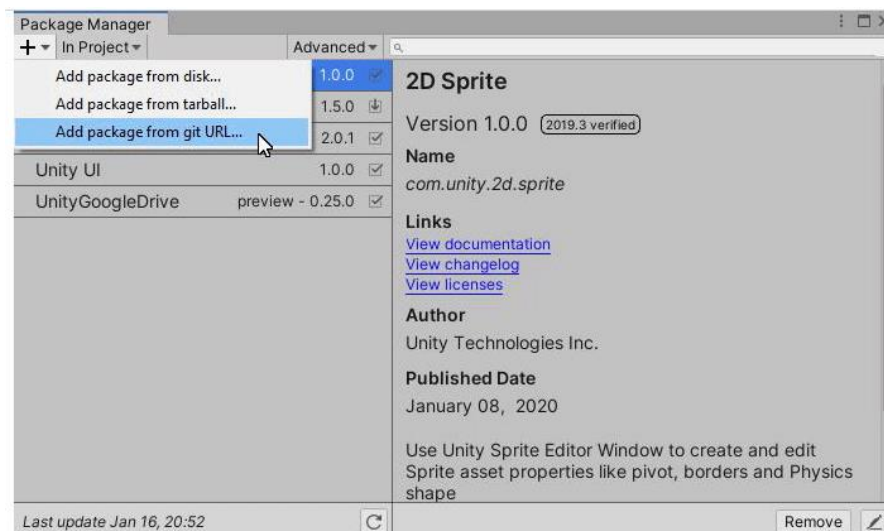 Package Manager
In Project
Advanced
Add package from disk...
1.0.0
Add package from tarball...
1.5.0
Add package from git URL...
2.0.1
Unity UI
1.0.0
UnityGoogleDrive
preview - 0.25.0
2D Sprite
Version 1.0.0
2019.3 verified
Name
com.unity.2d.sprite
Links
View documentation
View changelog
View licenses
Author
Unity Technologies Inc.
Published Date
January 08, 2020
Use Unity Sprite Editor Window to create and edit
Sprite asset properties like pivot, borders and Physics
shape
Last update Jan 16, 20:52
Remove